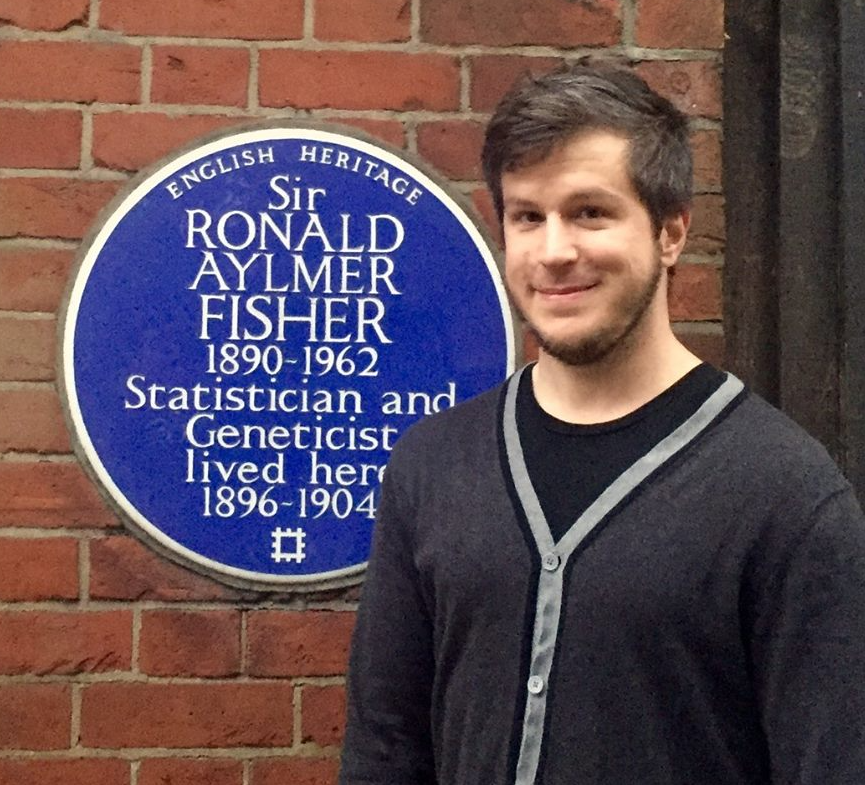 ENGLISH HERITAGE
Sir
RONALD
AYLMER
FISHER
1890-1962
Statistician and
Geneticist
lived here
1896-1904